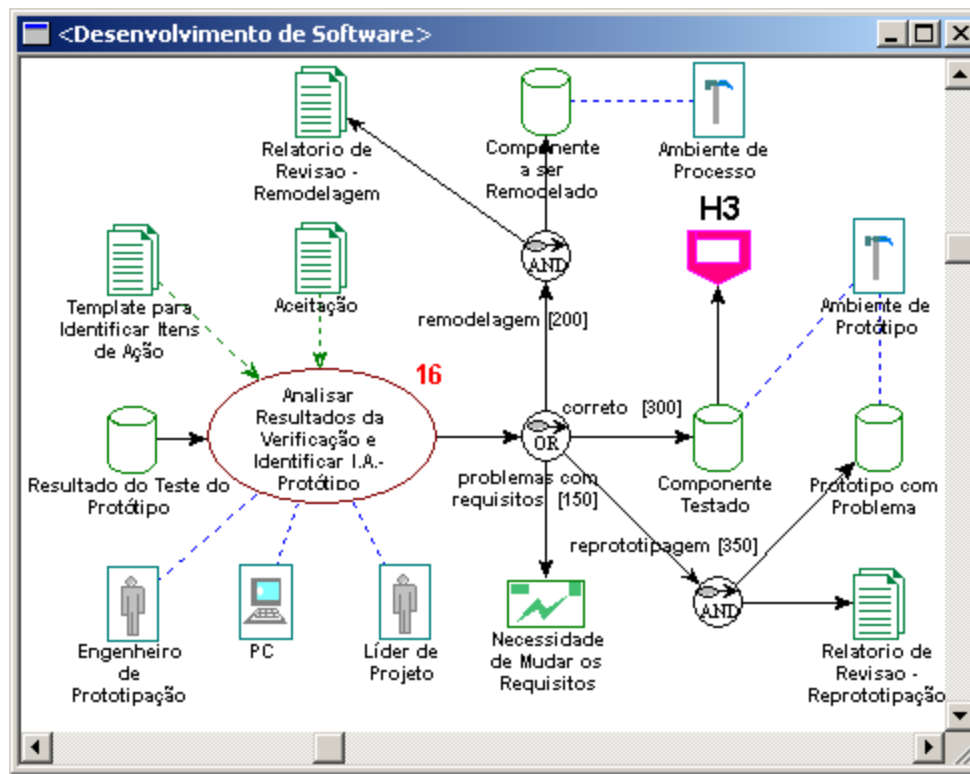 <Desenvolvimento de Software>
Relatorio de
Revisao -
Remodelagem
Componente
a ser
Remodelado
Ambiente de
Processo
H3
Template para
Identificar Itens
de Ação
Aceitação
AND
remodelagem [200]
Ambiente de
Protótipo
16
Analisar
Resultados da
Verificação e
Identificar I.A.-
Protótipo
correto [300]
OR
Resultado do Teste do
Protótipo
problemas com
requisitos [150]
Componente
Testado
Prototipo com
Problema
reprototipagem [350]
AND
Engenheiro
de
Prototipação
PC
Líder de
Projeto
Necessidade
de Mudar os
Requisitos
Relatorio de
Revisao -
Reprototipação